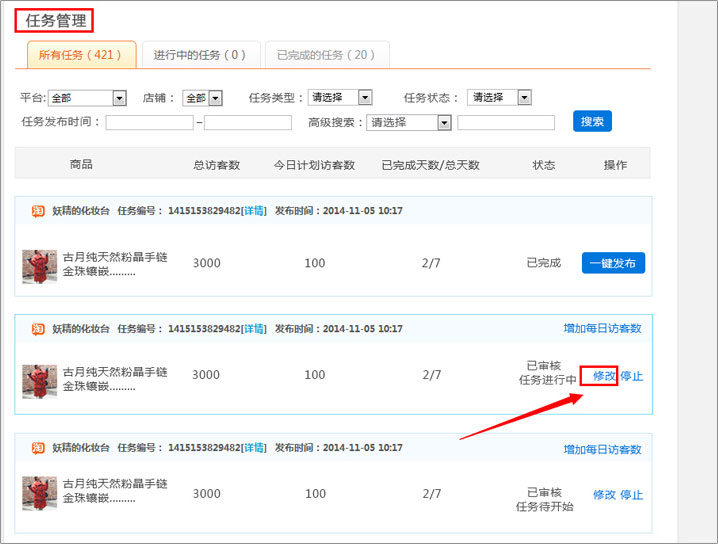 任务管理
所有任务（421） 进行中的任务（0） 已完成的任务（20）
平台: 全部 店铺： 全部 任务类型： 请选择 任务状态： 请选择
任务发布时间： – 高级搜索： 请选择 搜索
商品 总访客数 今日计划访客数 已完成天数/总天数 状态 操作
淘 妖精的化妆台 任务编号： 1415153829482[详情] 发布时间：2014-11-05 10:17
古月纯天然粉晶手链
金珠镶嵌......... 3000 100 2/7 已完成 一键发布
淘 妖精的化妆台 任务编号： 1415153829482[详情] 发布时间：2014-11-05 10:17 增加每日访客数
古月纯天然粉晶手链
金珠镶嵌......... 3000 100 2/7 已审核
任务进行中 修改 停止
淘 妖精的化妆台 任务编号： 1415153829482[详情] 发布时间：2014-11-05 10:17 增加每日访客数
古月纯天然粉晶手链
金珠镶嵌......... 3000 100 2/7 已审核
任务待开始 修改 停止